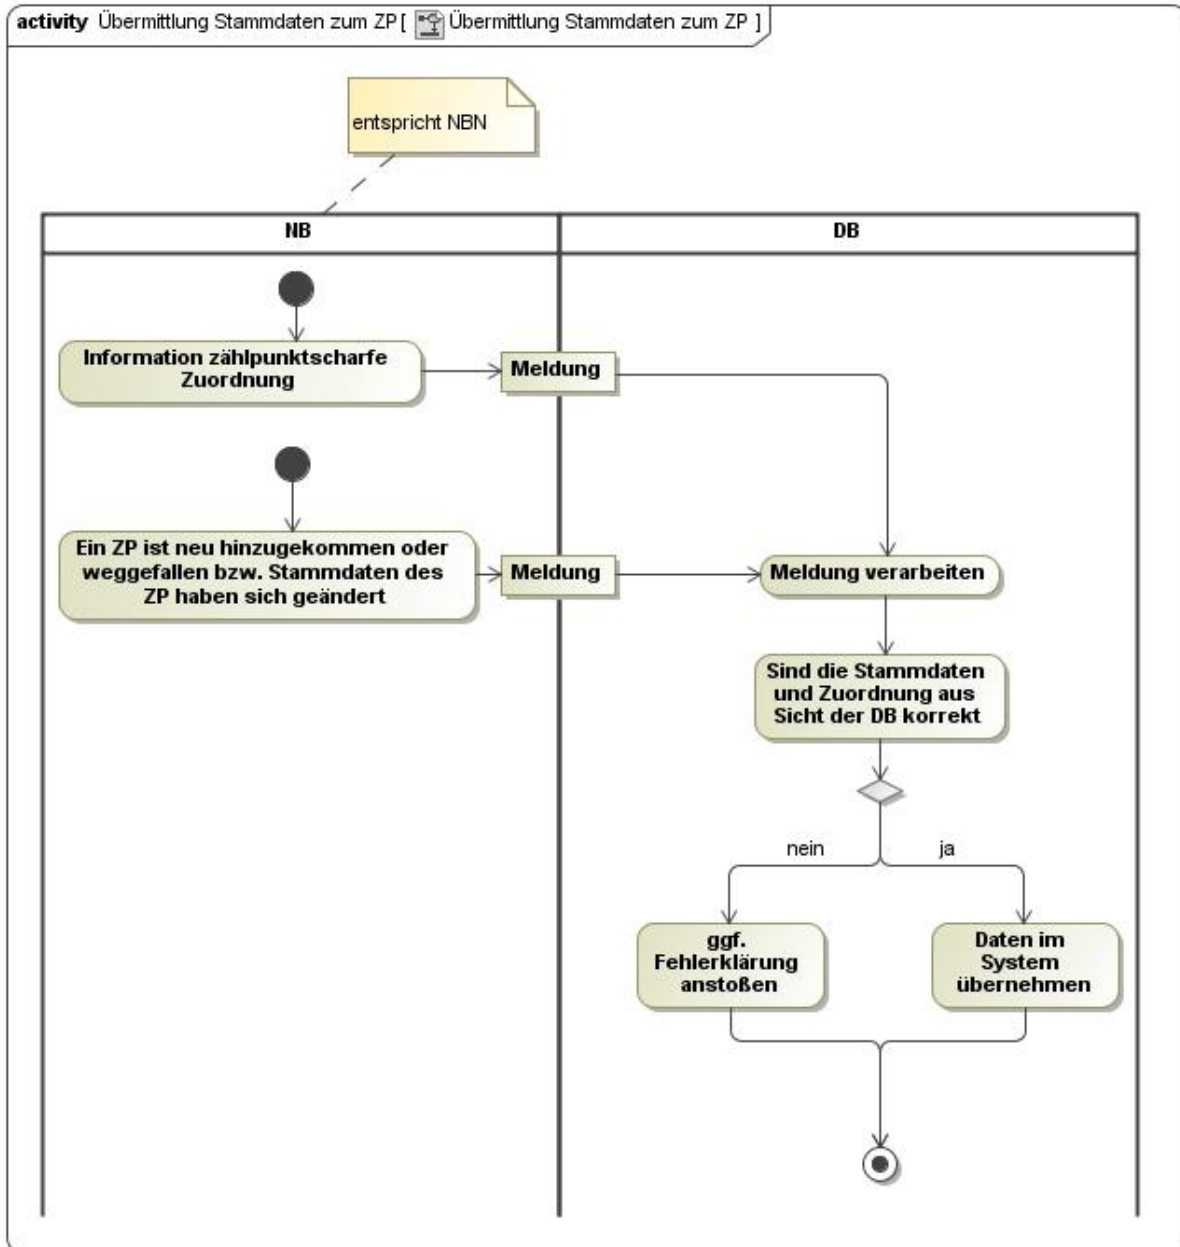 activity Übermittlung Stammdaten zum ZP [ Übermittlung Stammdaten zum ZP ]
entspricht NBN
NB
DB
Information zählpunktscharfe
Zuordnung
Meldung
Ein ZP ist neu hinzugekommen oder
weggefallen bzw. Stammdaten des
ZP haben sich geändert
Meldung
Meldung verarbeiten
Sind die Stammdaten
und Zuordnung aus
Sicht der DB korrekt
nein
ja
ggf.
Fehlerklärung
anstoßen
Daten im
System
übernehmen